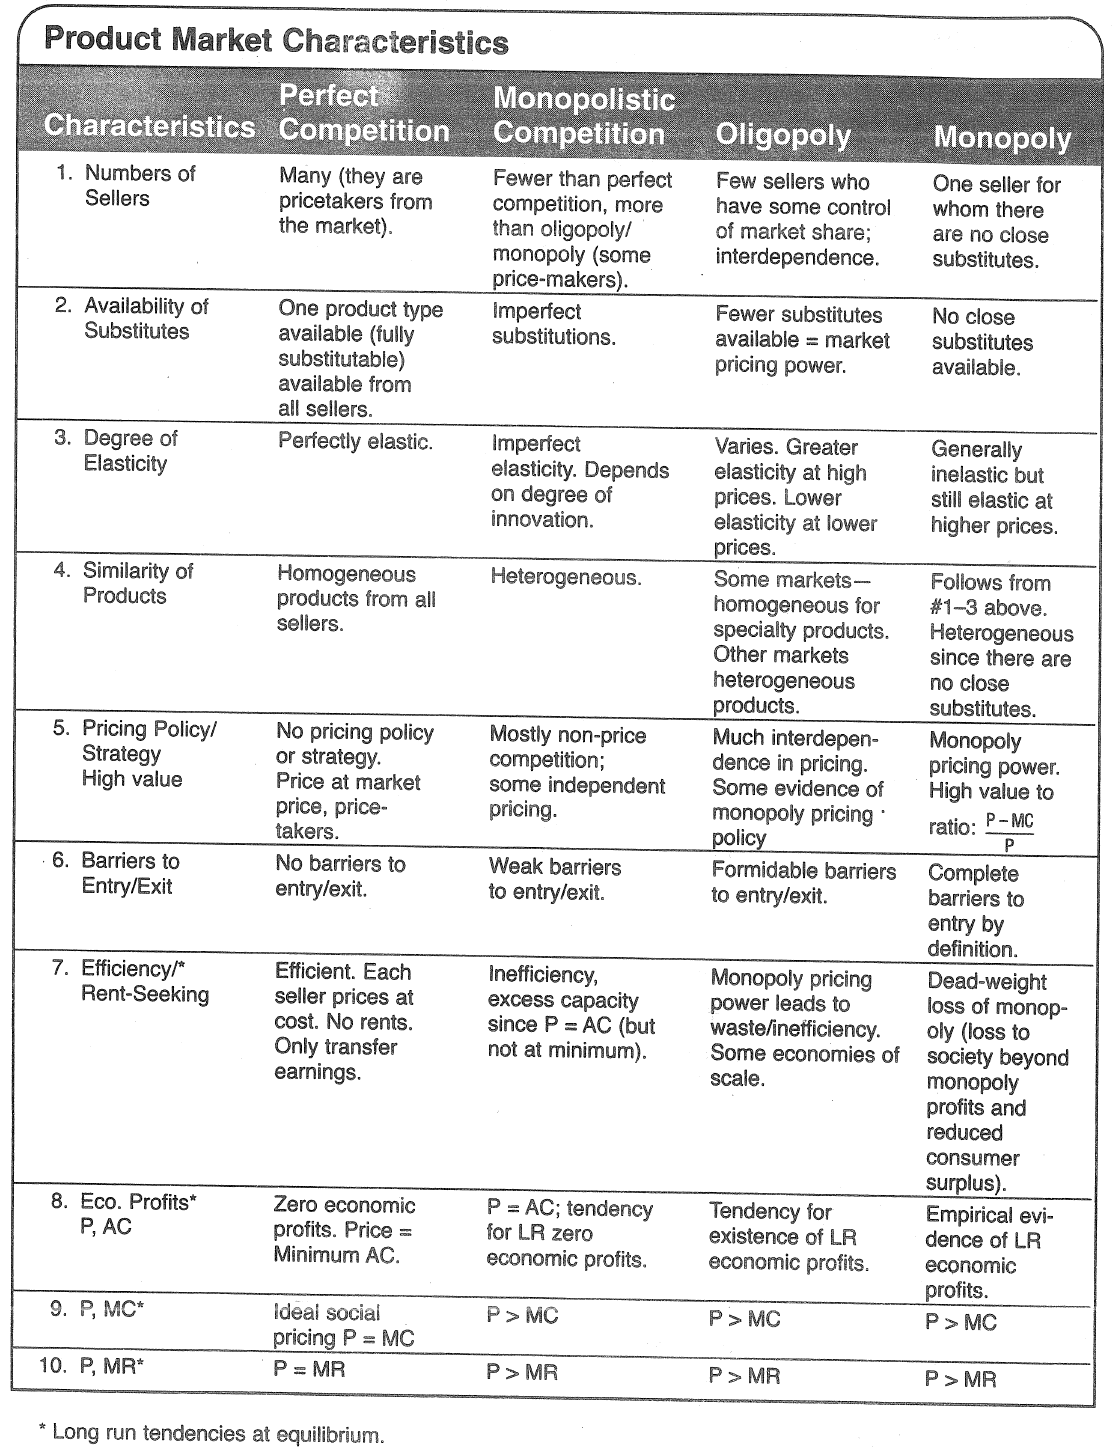 Product Market Characteristics
Characteristics
Perfect
Competition
Monopolistic
Competition
Oligopoly
Monopoly
1. Numbers of
Sellers
Many (they are
pricetakers from
the market).
Fewer than perfect
competition, more
than oligopoly/
monopoly (some
price-makers).
Few sellers who
have some control
of market share;
interdependence.
One seller for
whom there
are no close
substitutes.
2. Availability of
Substitutes
One product type
available (fully
substitutable)
available from
all sellers.
Imperfect
substitutions.
Fewer substitutes
available = market
pricing power.
No close
substitutes
available.
3. Degree of
Elasticity
Perfectly elastic.
Imperfect
elasticity. Depends
on degree of
innovation.
Varies. Greater
elasticity at high
prices. Lower
elasticity at lower
prices.
Generally
inelastic but
still elastic at
higher prices.
4. Similarity of
Products
Homogeneous
products from all
sellers.
Heterogeneous.
Some markets—
homogeneous for
specialty products.
Other markets
heterogeneous
products.
Follows from
#1–3 above.
Heterogeneous
since there are
no close
substitutes.
5. Pricing Policy/
Strategy
High value
No pricing policy
or strategy.
Price at market
price, price-
takers.
Mostly non-price
competition;
some independent
pricing.
Much interdepen-
dence in pricing.
Some evidence of
monopoly pricing
policy
Monopoly
pricing power.
High value to
ratio: P – MC
P
6. Barriers to
Entry/Exit
No barriers to
entry/exit.
Weak barriers
to entry/exit.
Formidable barriers
to entry/exit.
Complete
barriers to
entry by
definition.
7. Efficiency/*
Rent-Seeking
Efficient. Each
seller prices at
cost. No rents.
Only transfer
earnings.
Inefficiency,
excess capacity
since P = AC (but
not at minimum).
Monopoly pricing
power leads to
waste/inefficiency.
Some economies of
scale.
Dead-weight
loss of monop-
oly (loss to
society beyond
monopoly
profits and
reduced
consumer
surplus).
8. Eco. Profits*
P, AC
Zero economic
profits. Price =
Minimum AC.
P = AC; tendency
for LR zero
economic profits.
Tendency for
existence of LR
economic profits.
Empirical evi-
dence of LR
economic
profits.
9. P, MC*
Ideal social
pricing P = MC
P > MC
P > MC
P > MC
10. P, MR*
P = MR
P > MR
P > MR
P > MR
* Long run tendencies at equilibrium.